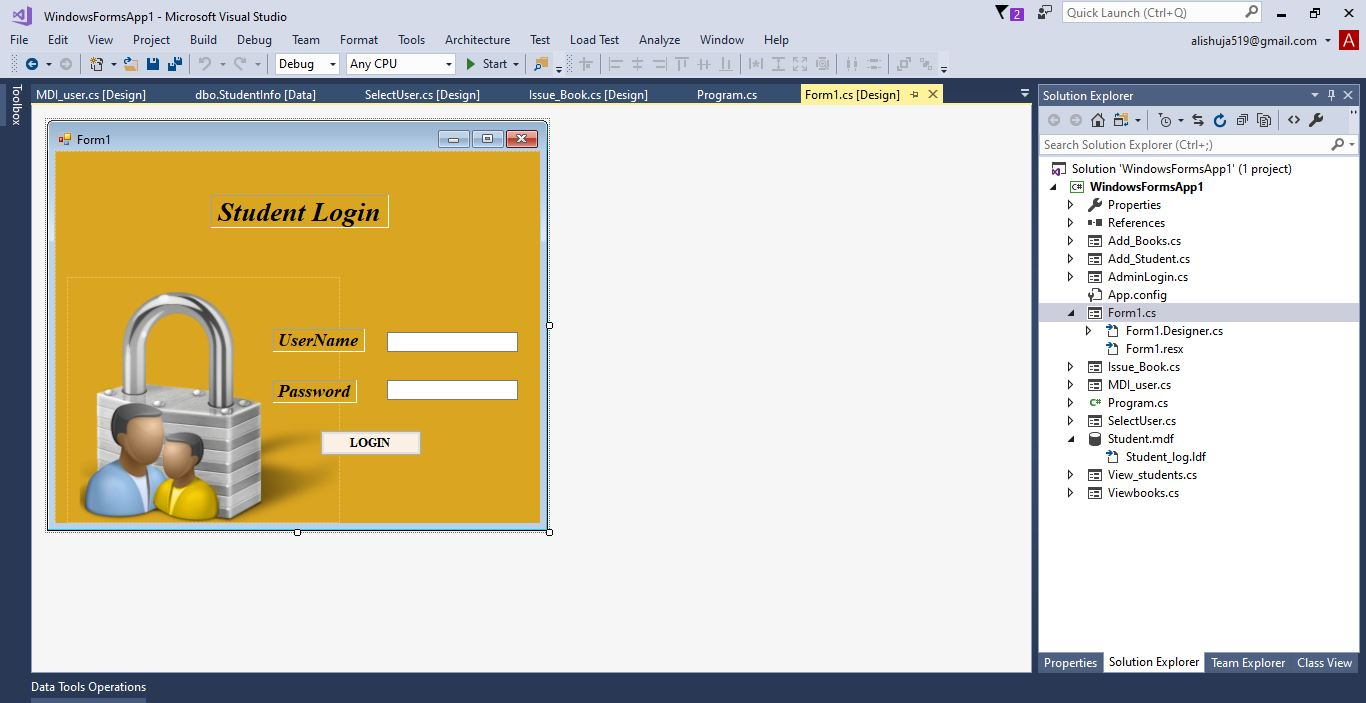 WindowsFormsApp1 - Microsoft Visual Studio
2
Quick Launch (Ctrl+Q)
File Edit View Project Build Debug Team Format Tools Architecture Test Load Test Analyze Window Help
alishuja519@gmail.com A
Debug Any CPU Start
Toolbox
MDI_user.cs [Design] dbo.StudentInfo [Data] SelectUser.cs [Design] Issue_Book.cs [Design] Program.cs Form1.cs [Design]
Form1
Student Login
UserName
Password
LOGIN
Solution Explorer
Search Solution Explorer (Ctrl+;)
Solution 'WindowsFormsApp1' (1 project)
C# WindowsFormsApp1
Properties
References
Add_Books.cs
Add_Student.cs
AdminLogin.cs
App.config
Form1.cs
Form1.Designer.cs
Form1.resx
Issue_Book.cs
MDI_user.cs
C# Program.cs
SelectUser.cs
Student.mdf
Student_log.ldf
View_students.cs
Viewbooks.cs
Properties Solution Explorer Team Explorer Class View
Data Tools Operations